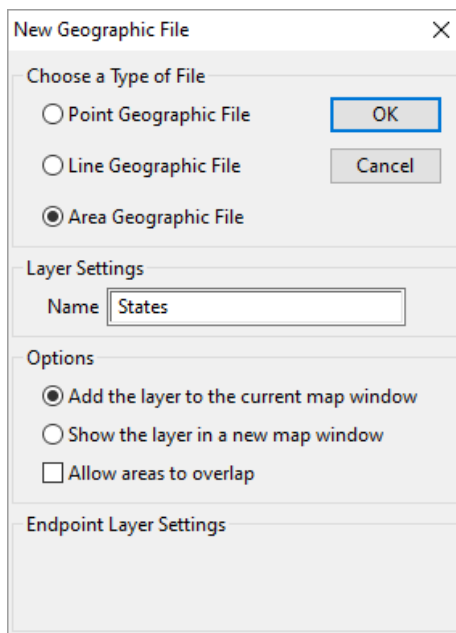 New Geographic File
Choose a Type of File
Point Geographic File
OK
Line Geographic File
Cancel
Area Geographic File
Layer Settings
Name States
Options
Add the layer to the current map window
Show the layer in a new map window
Allow areas to overlap
Endpoint Layer Settings